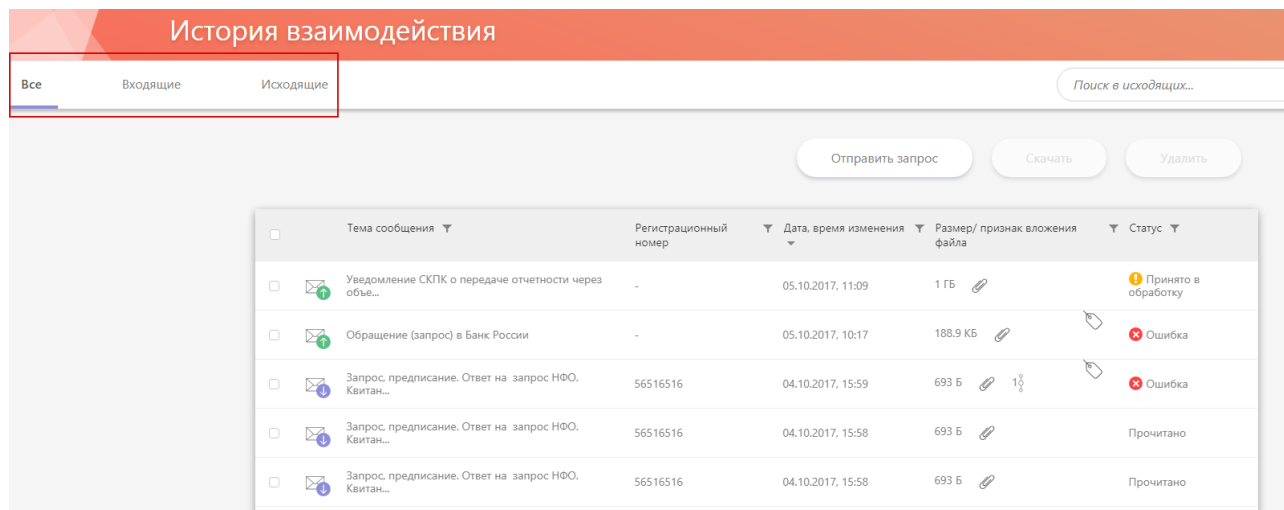 История взаимодействия
Все Входящие Исходящие Поиск в исходящих...
Отправить запрос Скачать Удалить
Тема сообщения Регистрационный Дата, время изменения Размер/ признак вложения Статус
номер файла
Уведомление СКПК о передаче отчетности через
объе...
- 05.10.2017, 11:09 1 ГБ Принято в
обработку
Обращение (запрос) в Банк России - 05.10.2017, 10:17 188.9 КБ Ошибка
Запрос, предписание. Ответ на запрос НФО.
Квитан...
56516516 04.10.2017, 15:59 693 Б 1 Ошибка
Запрос, предписание. Ответ на запрос НФО.
Квитан...
56516516 04.10.2017, 15:58 693 Б Прочитано
Запрос, предписание. Ответ на запрос НФО.
Квитан...
56516516 04.10.2017, 15:58 693 Б Прочитано